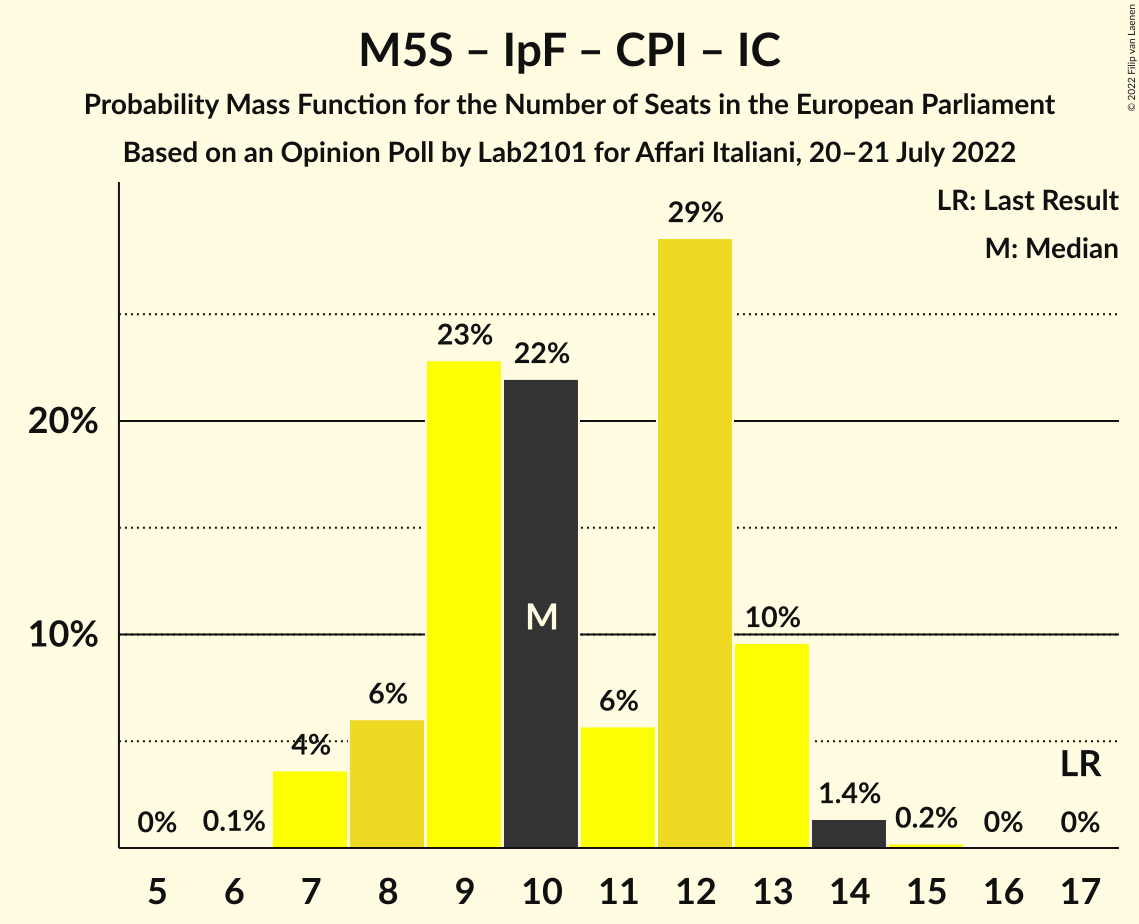 M5S – IpF – CPI – IC
Probability Mass Function for the Number of Seats in the European Parliament
Based on an Opinion Poll by Lab2101 for Affari Italiani, 20–21 July 2022
© 2022 Filip van Laenen
LR: Last Result
M: Median
29%
23%
22%
20%
M
10%
10%
6%
6%
4%
LR
1.4%
0%
0.1%
0.2%
0%
0%
5 6 7 8 9 10 11 12 13 14 15 16 17